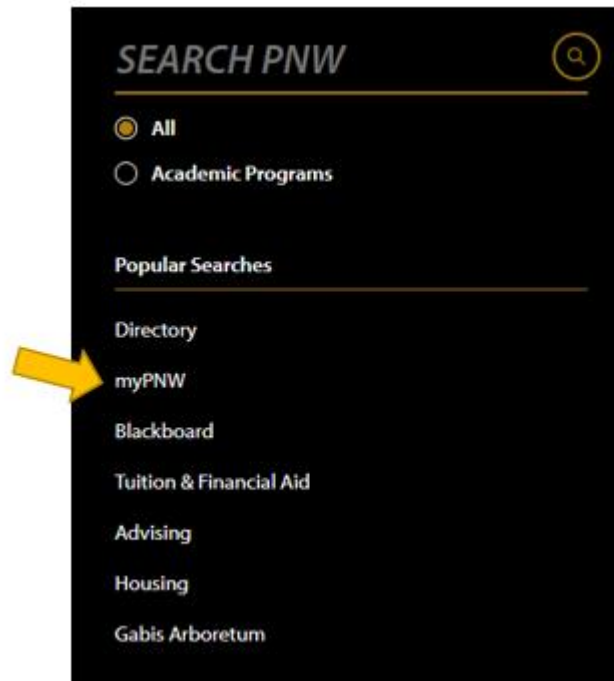 SEARCH PNW
All
Academic Programs
Popular Searches
Directory
myPNW
Blackboard
Tuition & Financial Aid
Advising
Housing
Gabis Arboretum